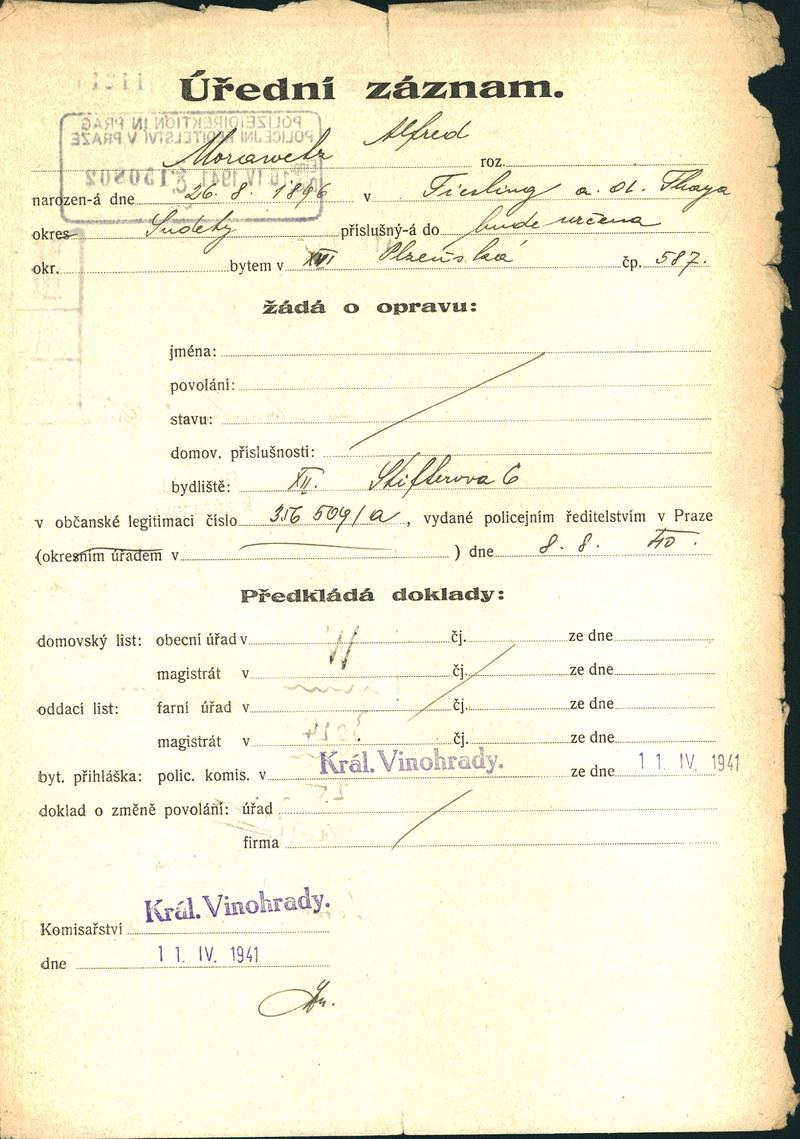 Úřední záznam.
POLIZEIDIREKTION IN PRAG
POLICEJNÍ ŘEDITELSTVÍ V PRAZE
Morawetz Alfred roz.
narozen-á dne 26. 8. 1896 v a. d. Thaya
okres Sudety příslušný-á do bude určena
okr. bytem v XVI Plzeňská čp. 587.
žádá o opravu:
jména:
povolání:
stavu:
domov. příslušnosti:
bydliště: XII. Stifterova 6
v občanské legitimaci číslo 356 509/a, vydané policejním ředitelstvím v Praze
(okresním úřadem v ) dne 8. 8. 40.
Předkládá doklady:
domovský list: obecní úřad v čj. ze dne
magistrát v čj. ze dne
oddací list: farní úřad v čj. ze dne
magistrát v čj. ze dne
byt. přihláška: polic. komis. v Král. Vinohrady. ze dne 11. IV. 1941
doklad o změně povolání: úřad
firma
Komisařství Král. Vinohrady.
dne 11. IV. 1941